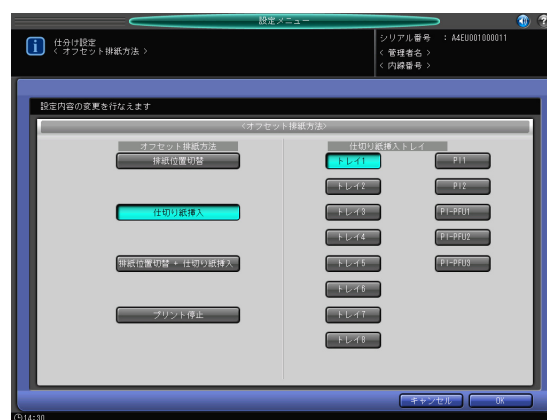 設定メニュー
仕分け設定
< オフセット排紙方法 >
シリアル番号 : A4EU001000011
< 管理者名 >
< 内線番号 >
設定内容の変更を行なえます
<オフセット排紙方法>
オフセット排紙方法
仕切り紙挿入トレイ
排紙位置切替
トレイ1
PI1
トレイ2
PI2
仕切り紙挿入
トレイ3
PI-PFU1
トレイ4
PI-PFU2
排紙位置切替 + 仕切り紙挿入
トレイ5
PI-PFU3
トレイ6
プリント停止
トレイ7
トレイ8
キャンセル
OK
14:30